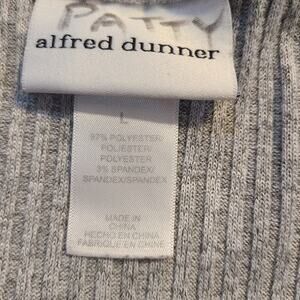 PATTY
alfred dunner
L
97% POLYESTER/
POLIESTER/
POLYESTER
3% SPANDEX/
SPANDEX/SPANDEX
MADE IN
CHINA
HECHO EN CHINA
FABRIQUE EN CHINE